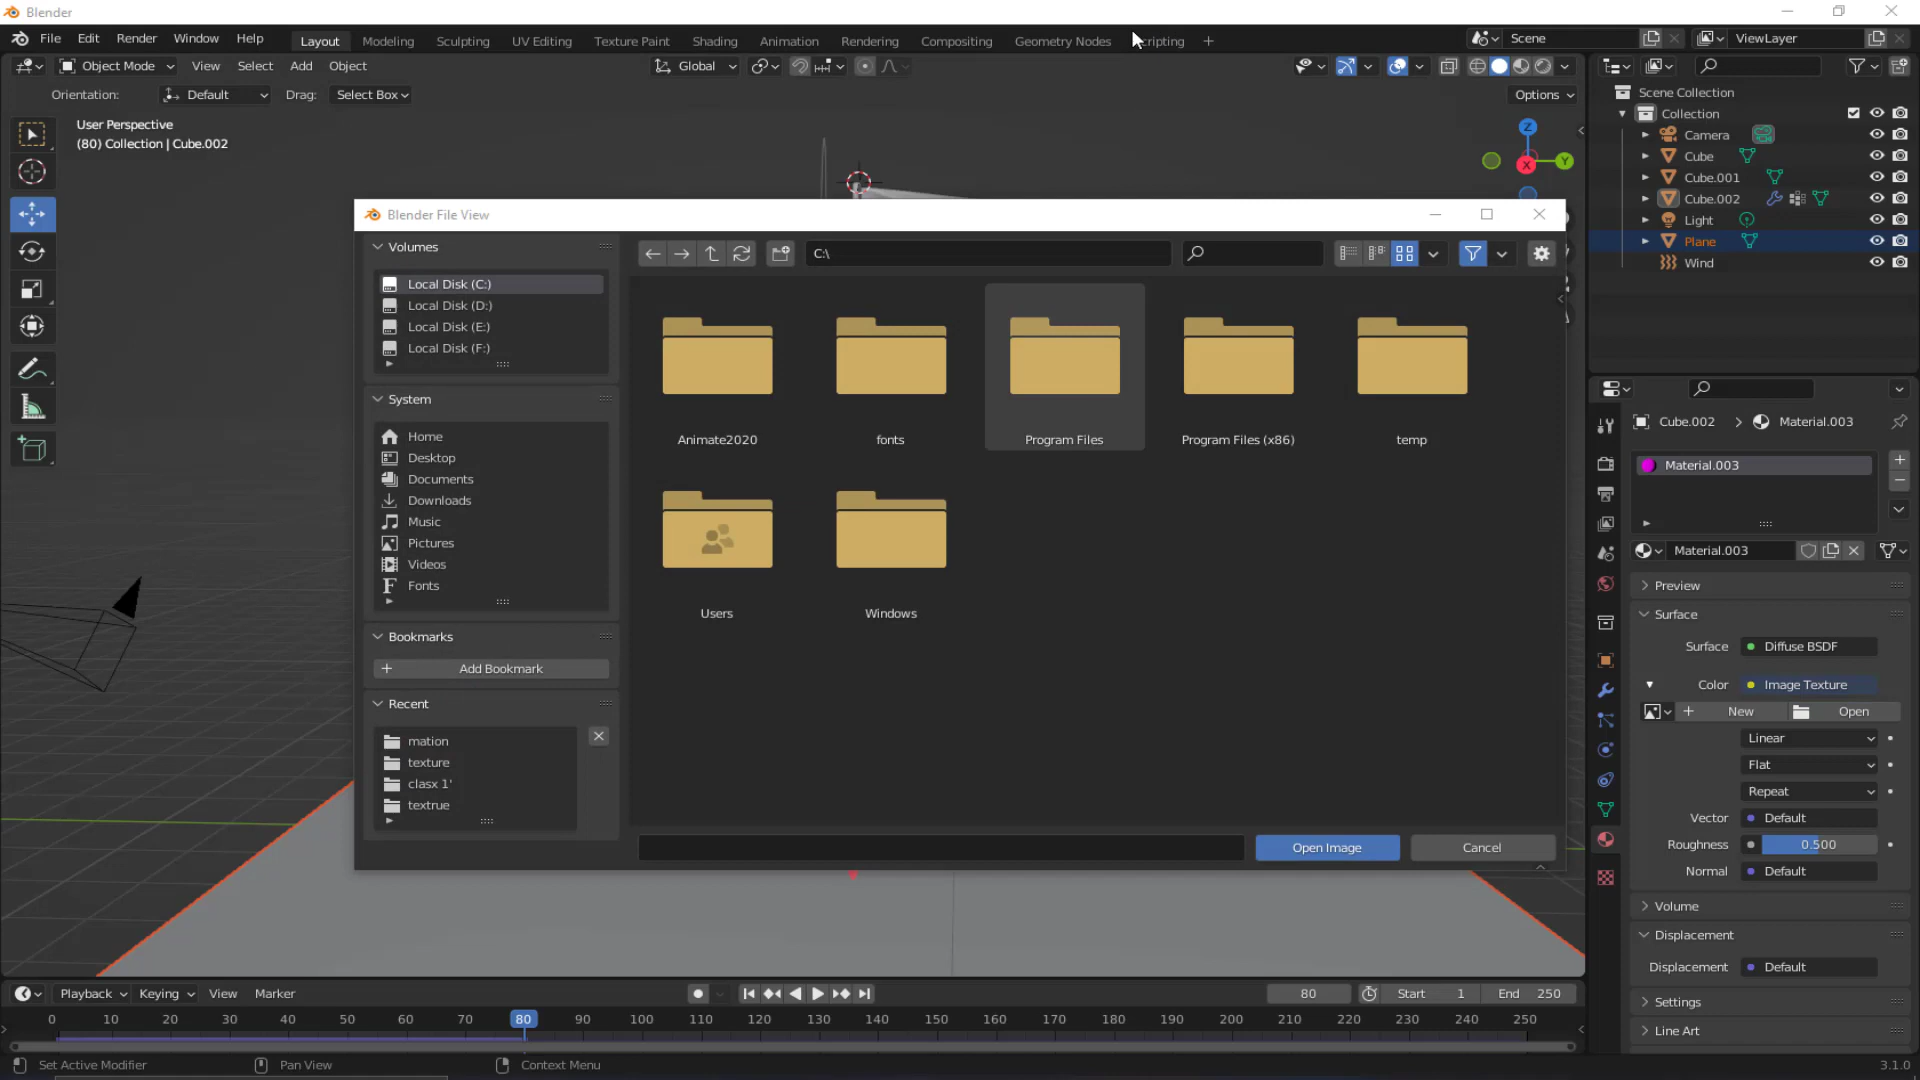 Blender
File Edit Render Window Help Layout Modeling Sculpting UV Editing Texture Paint Shading Animation Rendering Compositing Geometry Nodes cripting + Scene ViewLayer
Object Mode View Select Add Object Global
Orientation: Default Drag: Select Box Options
User Perspective
(80) Collection | Cube.002
Z
Y
X
Scene Collection
Collection
Camera
Cube
Cube.001
Cube.002
Light
Plane
Wind
Blender File View
Volumes
Local Disk (C:)
Local Disk (D:)
Local Disk (E:)
Local Disk (F:)
System
Home
Desktop
Documents
Downloads
Music
Pictures
Videos
Fonts
Bookmarks
+ Add Bookmark
Recent
mation
texture
clasx 1'
textrue
C:\
Animate2020 fonts Program Files Program Files (x86) temp
Users Windows
Open Image Cancel
Cube.002 > Material.003
Material.003
Material.003
Preview
Surface
Surface Diffuse BSDF
Color Image Texture
+ New Open
Linear
Flat
Repeat
Vector Default
Roughness 0.500
Normal Default
Volume
Displacement
Displacement Default
Settings
Line Art
Playback Keying View Marker 80 Start 1 End 250
0 10 20 30 40 50 60 70 80 90 100 110 120 130 140 150 160 170 180 190 200 210 220 230 240 250
Set Active Modifier Pan View Context Menu 3.1.0